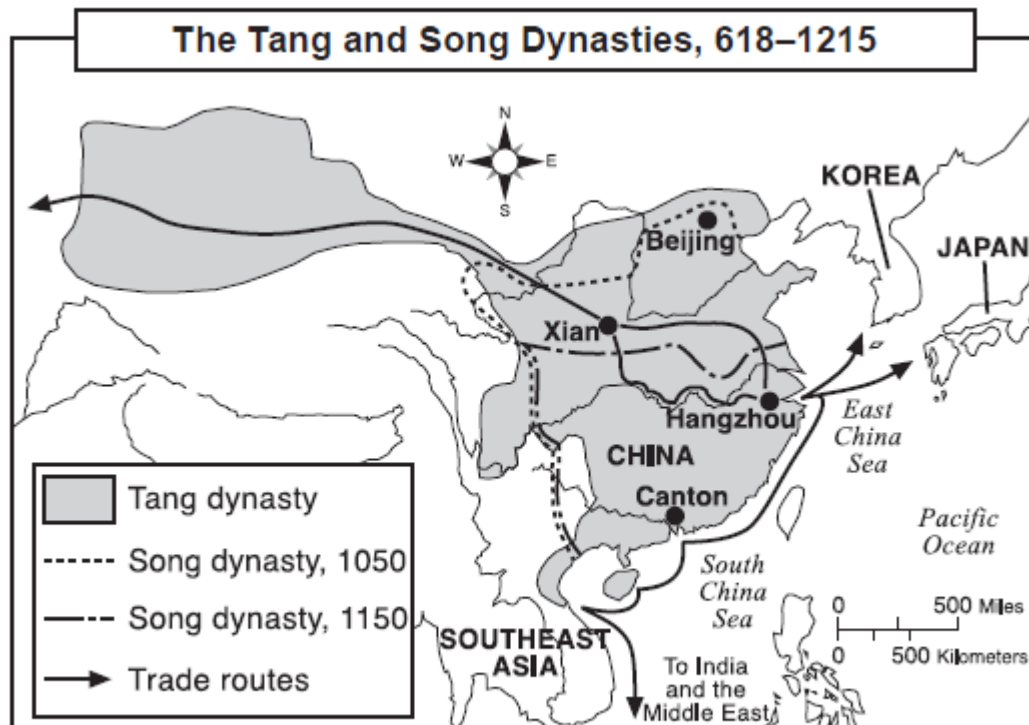 The Tang and Song Dynasties, 618–1215
N
W
E
S
KOREA
JAPAN
Beijing
Xian
Hangzhou
East
China
Sea
CHINA
Canton
Pacific
Ocean
South
China
Sea
0 500 Miles
0 500 Kilometers
SOUTHEAST
ASIA
To India
and the
Middle East
Tang dynasty
Song dynasty, 1050
Song dynasty, 1150
Trade routes